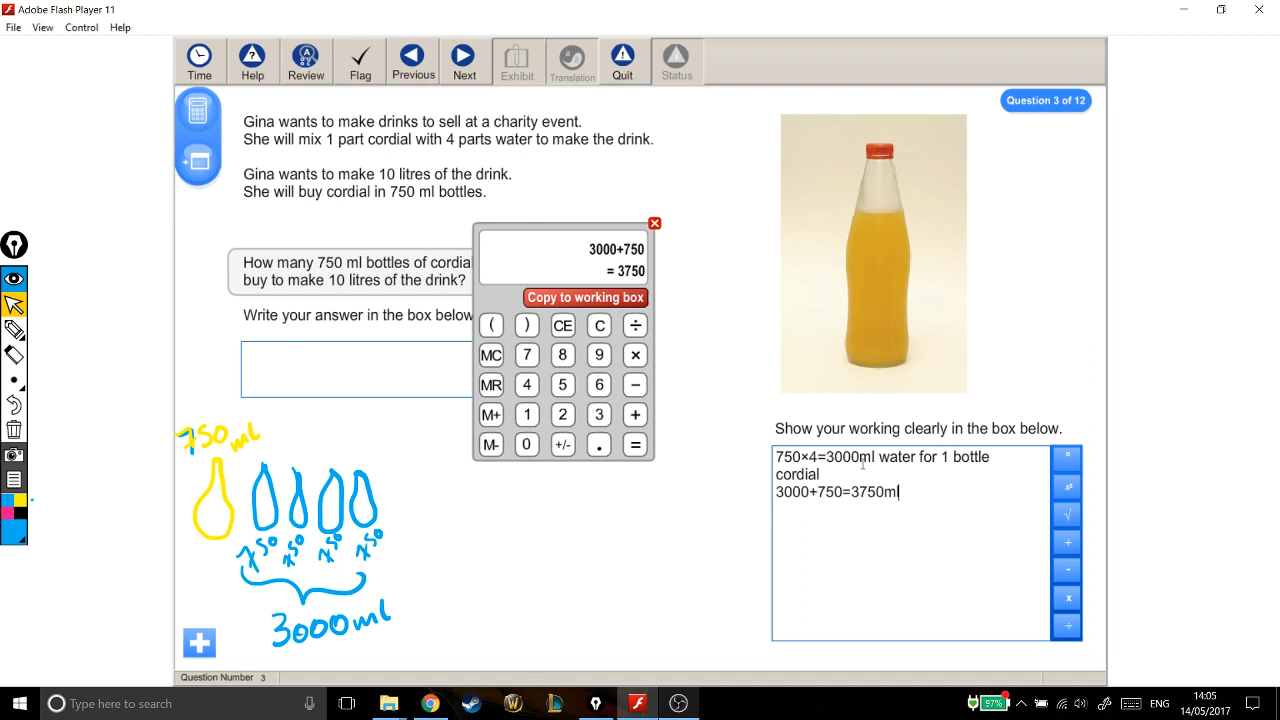 Adobe Flash Player 11
File View Control Help
Time Help Review Flag Previous Next Exhibit Translation Quit Status
Question 3 of 12
Gina wants to make drinks to sell at a charity event.
She will mix 1 part cordial with 4 parts water to make the drink.
Gina wants to make 10 litres of the drink.
She will buy cordial in 750 ml bottles.
How many 750 ml bottles of cordial
buy to make 10 litres of the drink?
Write your answer in the box below
3000+750
= 3750
Copy to working box
( ) CE C ÷
MC 7 8 9 ×
MR 4 5 6 −
M+ 1 2 3 +
M- 0 +/- . =
750ml
750 750 750 750
3000ml
Show your working clearly in the box below.
750×4=3000ml water for 1 bottle
cordial
3000+750=3750ml
°
x²
√
+
-
x
÷
Question Number 3
Type here to search
97%
ENG
14:05
14/05/2017